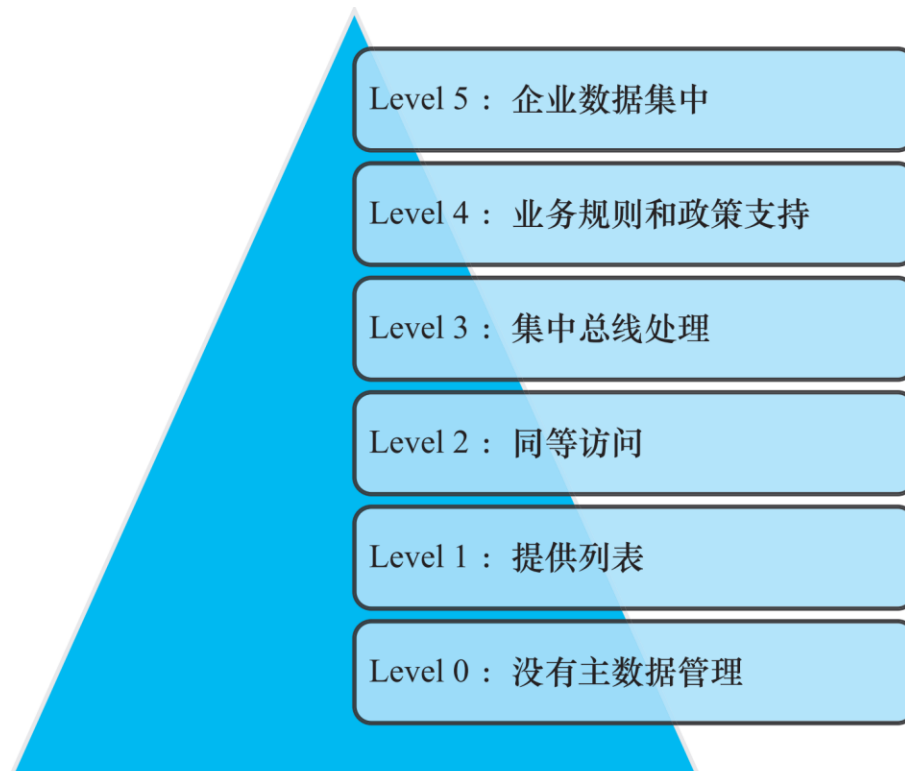 Level 5： 企业数据集中
Level 4： 业务规则和政策支持
Level 3： 集中总线处理
Level 2： 同等访问
Level 1： 提供列表
Level 0： 没有主数据管理